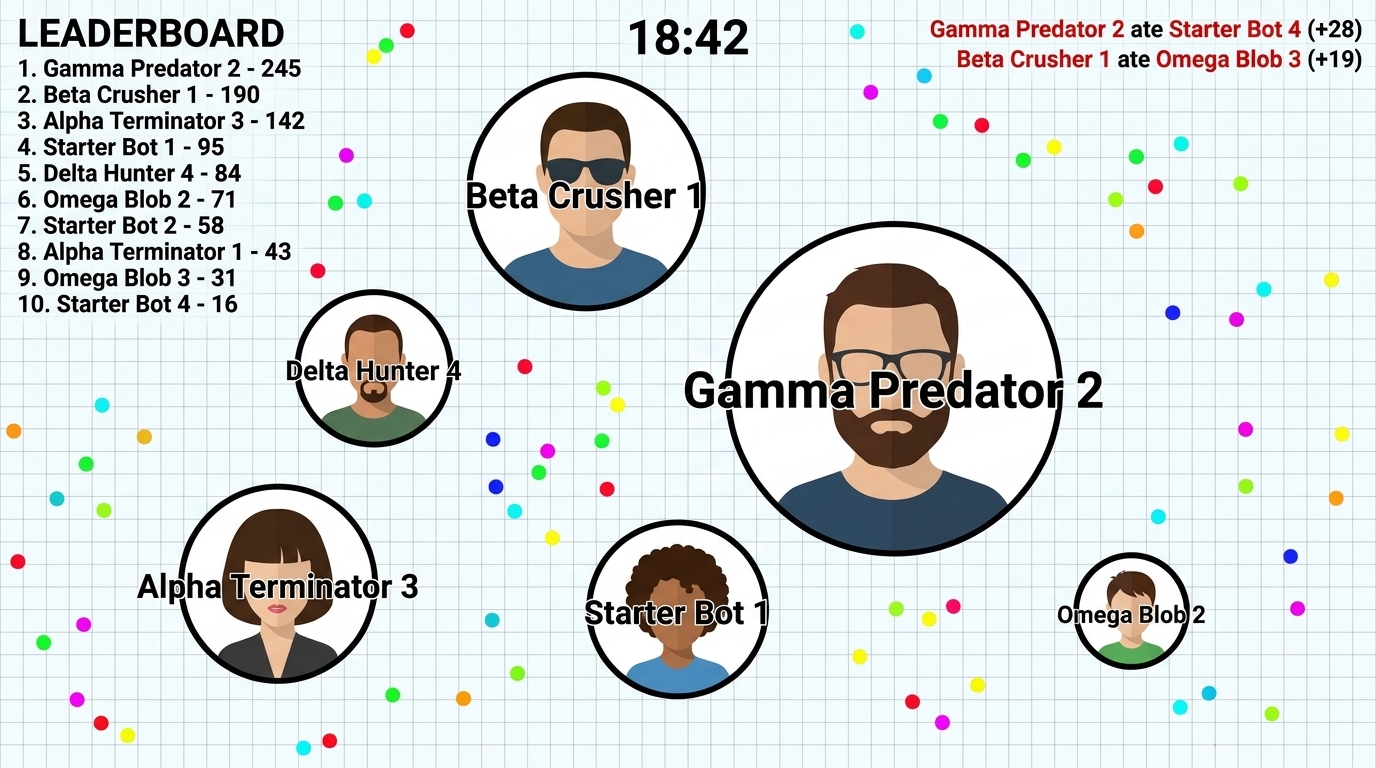 LEADERBOARD
1. Gamma Predator 2 - 245
2. Beta Crusher 1 - 190
3. Alpha Terminator 3 - 142
4. Starter Bot 1 - 95
5. Delta Hunter 4 - 84
6. Omega Blob 2 - 71
7. Starter Bot 2 - 58
8. Alpha Terminator 1 - 43
9. Omega Blob 3 - 31
10. Starter Bot 4 - 16
18:42
Gamma Predator 2 ate Starter Bot 4 (+28)
Beta Crusher 1 ate Omega Blob 3 (+19)
Beta Crusher 1
Delta Hunter 4
Gamma Predator 2
Alpha Terminator 3
Starter Bot 1
Omega Blob 2